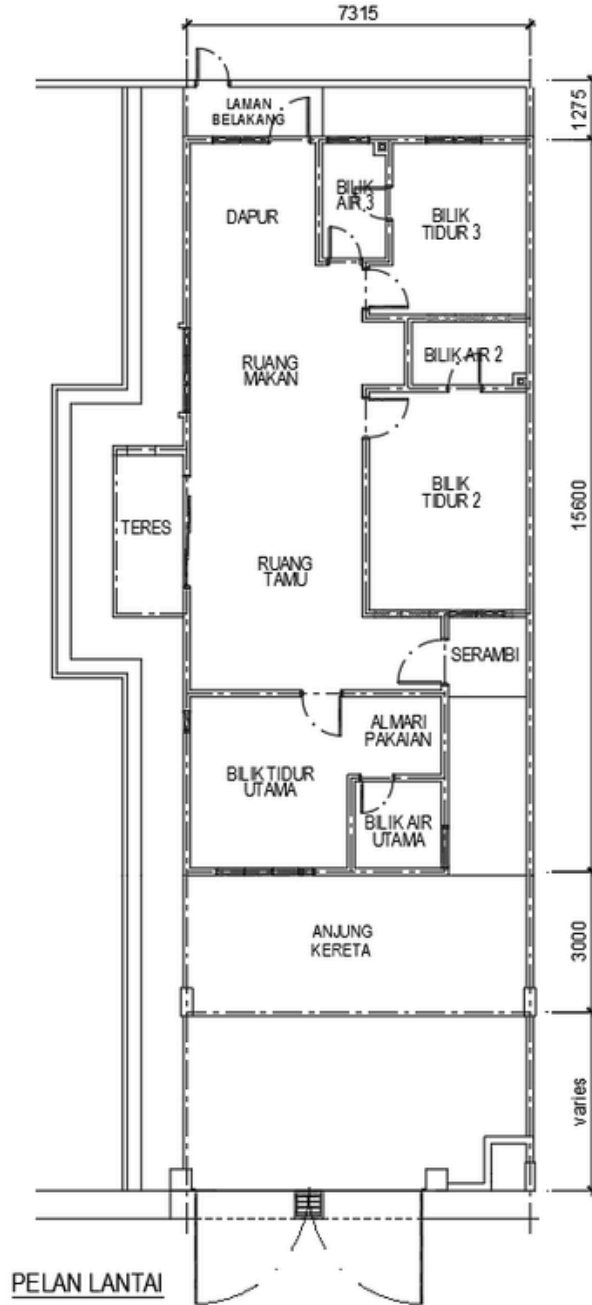 7315
LAMAN
BELAKANG
1275
DAPUR
BILIK
AIR 3
BILIK
TIDUR 3
RUANG
MAKAN
BILIK AIR 2
BILIK
TIDUR 2
15600
TERES
RUANG
TAMU
SERAMBI
ALMARI
PAKAIAN
BILIK TIDUR
UTAMA
BILIK AIR
UTAMA
ANJUNG
KERETA
3000
varies
PELAN LANTAI